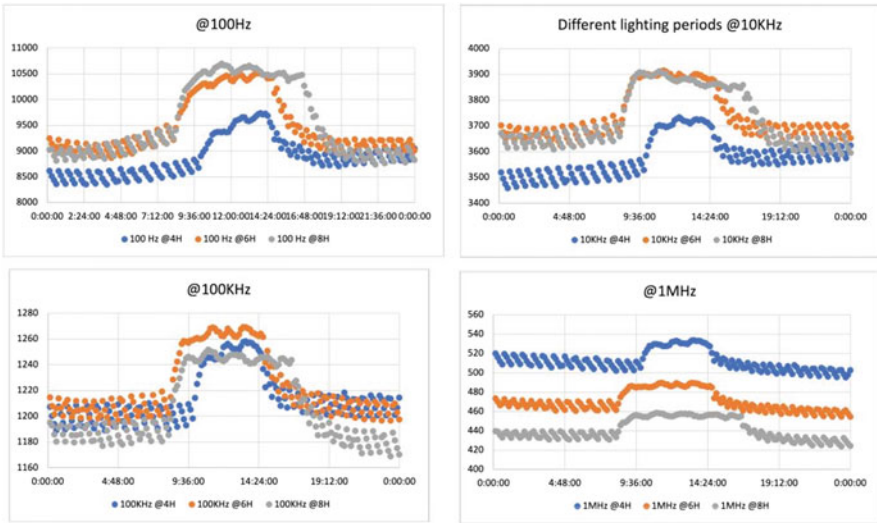 @100Hz
11000
10500
10000
9500
9000
8500
8000
0:00:00 2:24:00 4:48:00 7:12:00 9:36:00 12:00:00 14:24:00 16:48:00 19:12:00 21:36:00 0:00:00
100 Hz @4H 100 Hz @6H 100 Hz @8H
Different lighting periods @10KHz
4000
3900
3800
3700
3600
3500
3400
0:00:00 4:48:00 9:36:00 14:24:00 19:12:00 0:00:00
10KHz @4H 10KHz @6H 10KHz @8H
@100KHz
1280
1260
1240
1220
1200
1180
1160
0:00:00 4:48:00 9:36:00 14:24:00 19:12:00 0:00:00
100KHz @4H 100KHz @6H 100KHz @8H
@1MHz
560
540
520
500
480
460
440
420
400
0:00:00 4:48:00 9:36:00 14:24:00 19:12:00 0:00:00
1MHz @4H 1MHz @6H 1MHz @8H